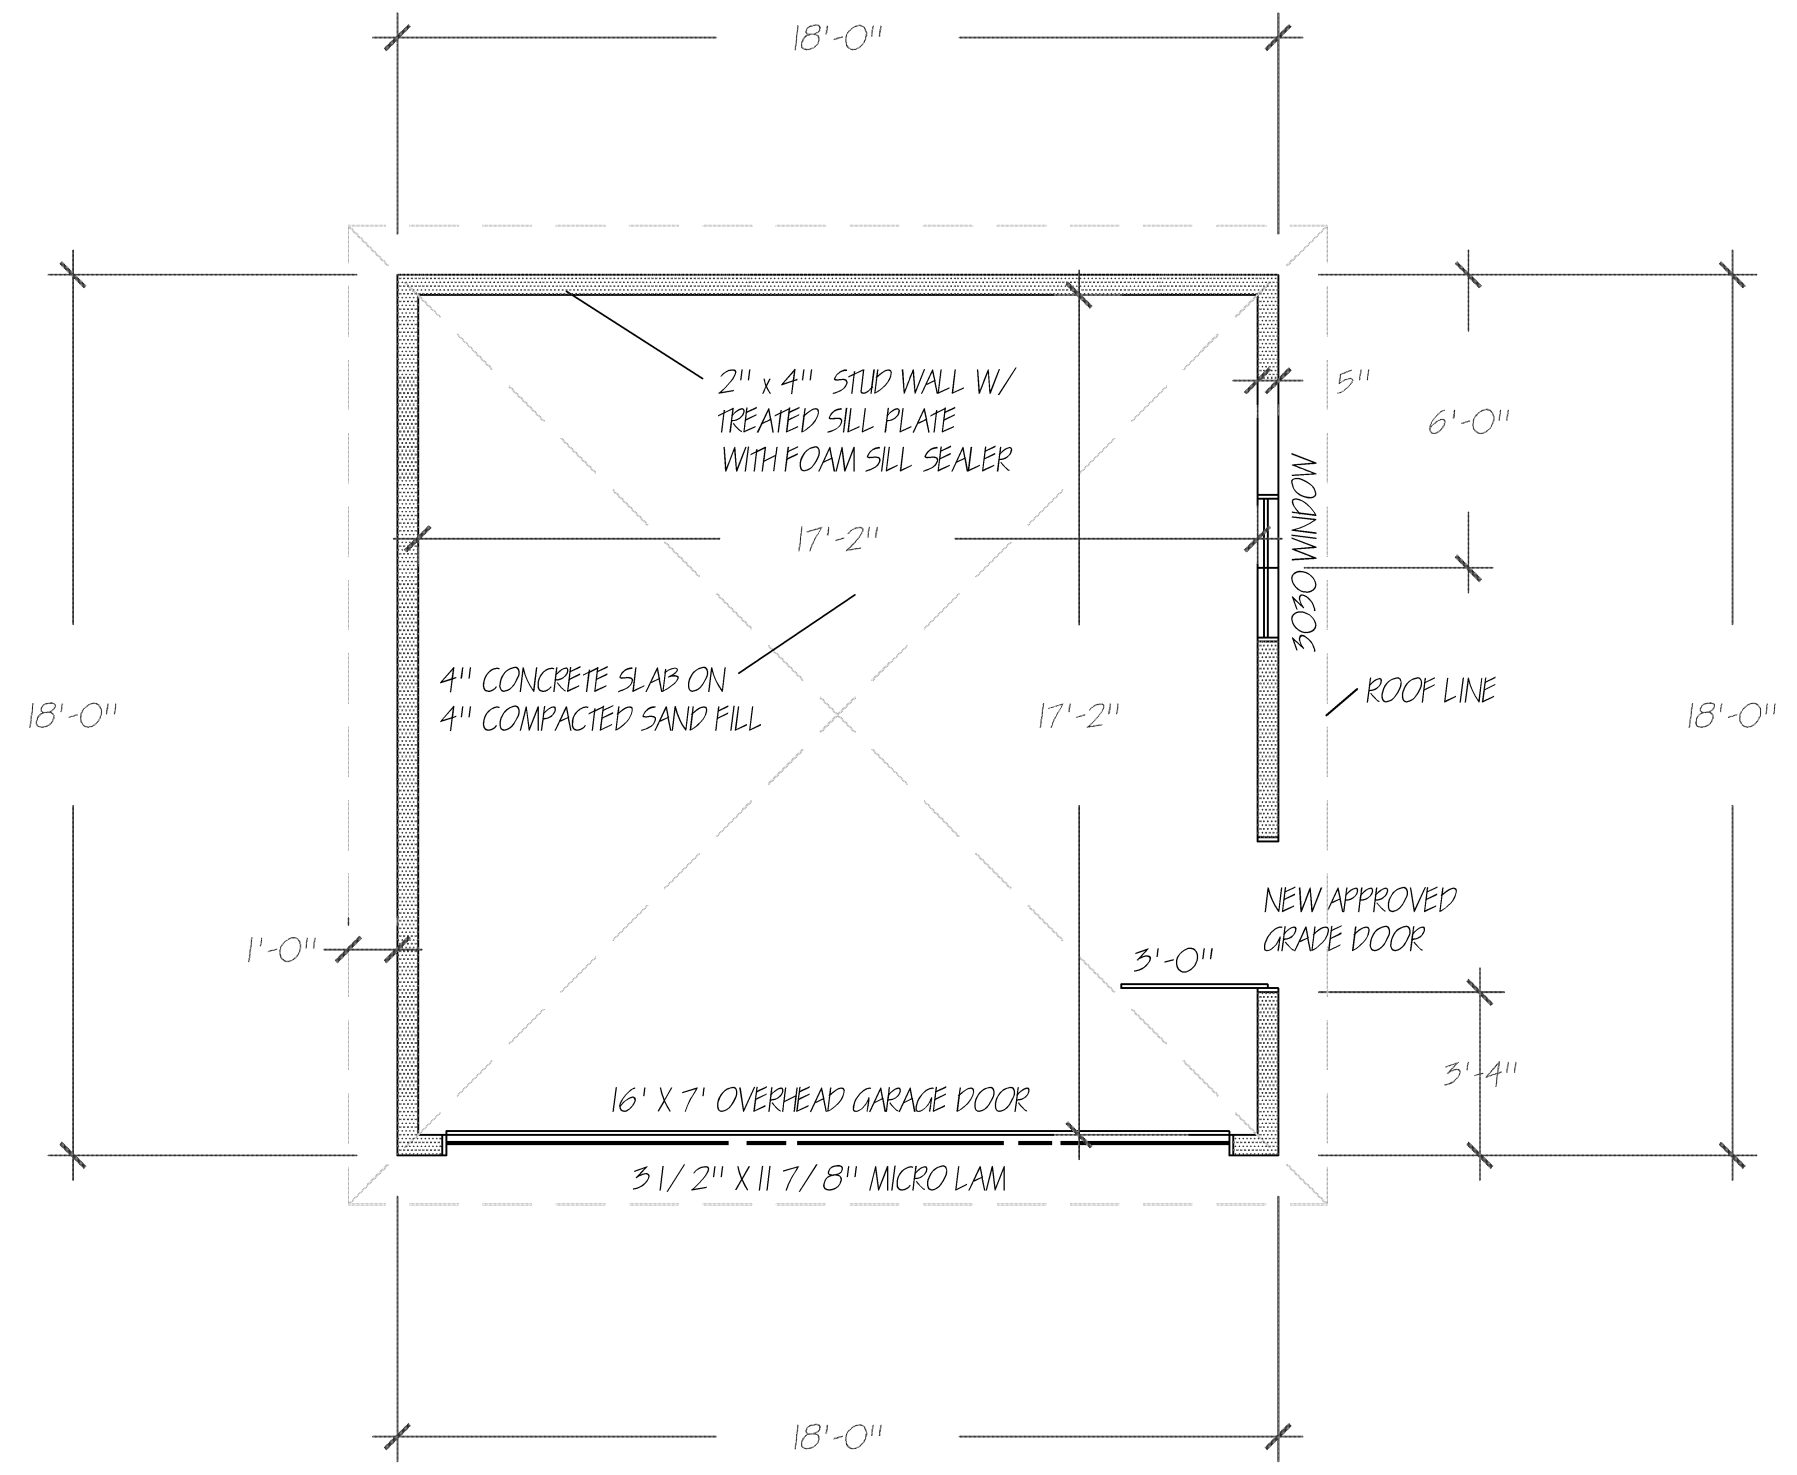 18'-0"
2" x 4" STUD WALL W/
TREATED SILL PLATE
WITH FOAM SILL SEALER
5"
6'-0"
3030 WINDOW
17'-2"
4" CONCRETE SLAB ON
4" COMPACTED SAND FILL
ROOF LINE
18'-0"
17'-2"
18'-0"
NEW APPROVED
GRADE DOOR
1'-0"
3'-0"
3'-4"
16' X 7' OVERHEAD GARAGE DOOR
3 1/2" X 11 7/8" MICRO LAM
18'-0"